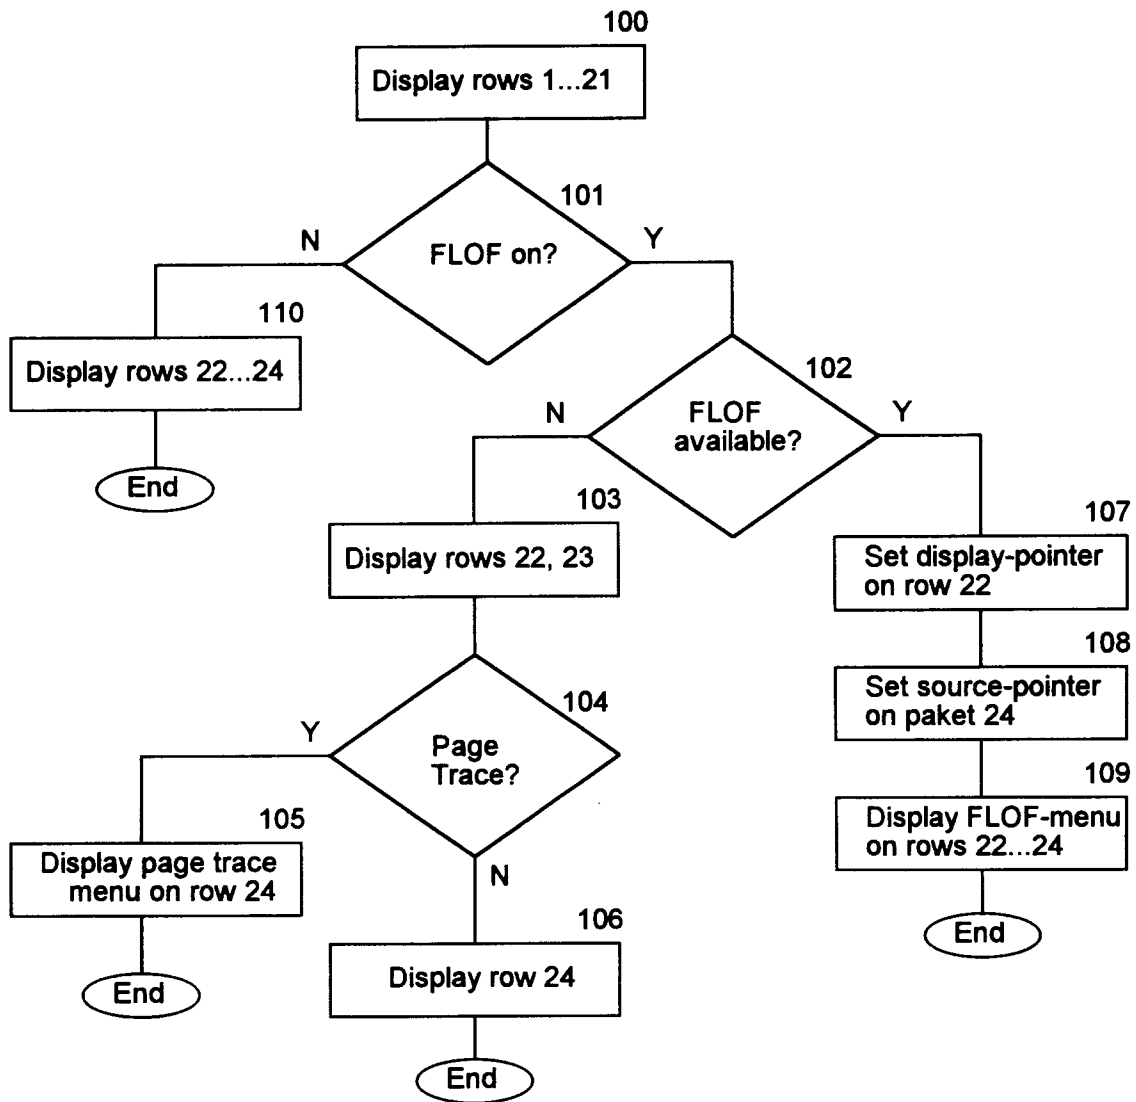 100
Display rows 1...21
101
FLOF on?
N
Y
110
Display rows 22...24
End
102
FLOF
available?
N
Y
103
Display rows 22, 23
104
Page
Trace?
Y
N
105
Display page trace
menu on row 24
End
106
Display row 24
End
107
Set display-pointer
on row 22
108
Set source-pointer
on paket 24
109
Display FLOF-menu
on rows 22...24
End